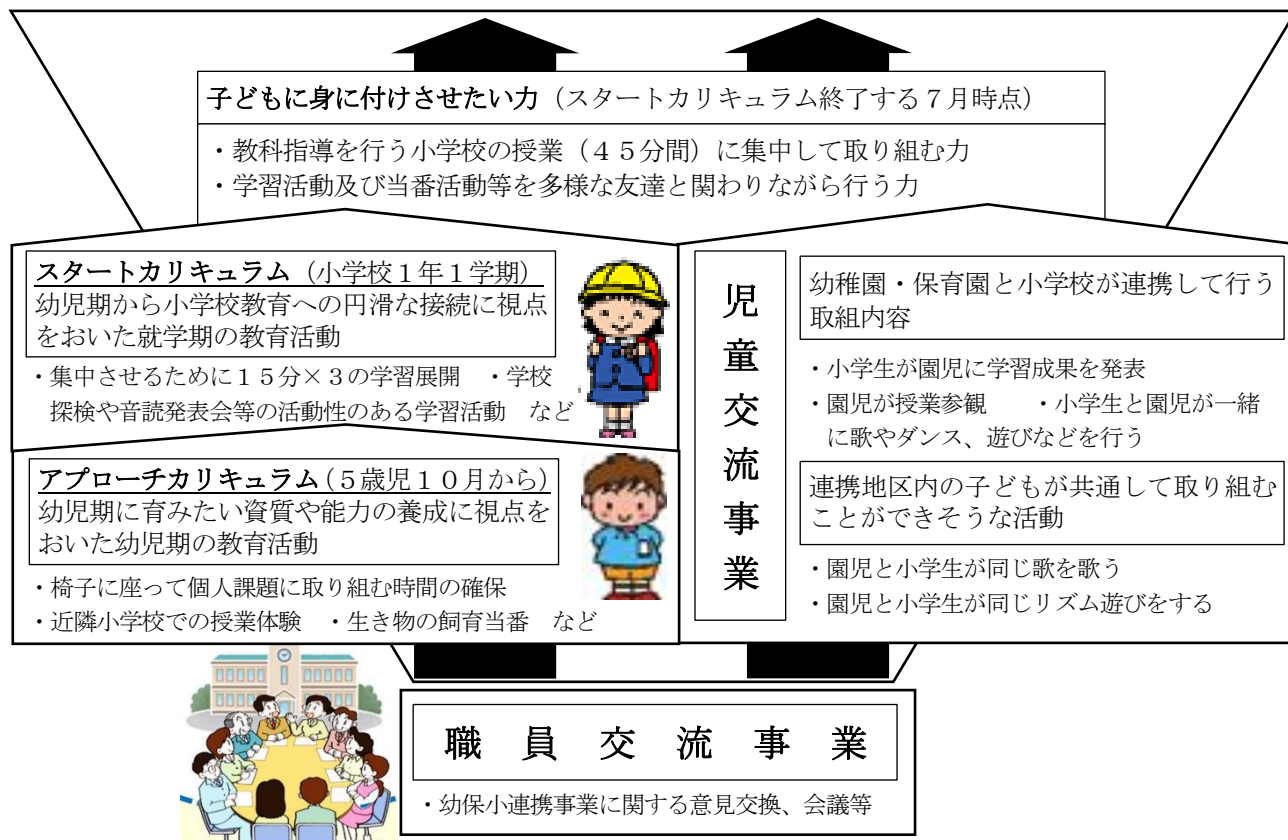 子どもに身に付けさせたい力（スタートカリキュラム終了する７月時点）
・教科指導を行う小学校の授業（４５分間）に集中して取り組む力
・学習活動及び当番活動等を多様な友達と関わりながら行う力
スタートカリキュラム（小学校１年１学期）
幼児期から小学校教育への円滑な接続に視点
をおいた就学期の教育活動
・集中させるために１５分×３の学習展開　・学校
探検や音読発表会等の活動性のある学習活動　など
アプローチカリキュラム（５歳児１０月から）
幼児期に育みたい資質や能力の養成に視点を
おいた幼児期の教育活動
・椅子に座って個人課題に取り組む時間の確保
・近隣小学校での授業体験　・生き物の飼育当番　など
児童交流事業
幼稚園・保育園と小学校が連携して行う
取組内容
・小学生が園児に学習成果を発表
・園児が授業参観　　・小学生と園児が一緒
に歌やダンス、遊びなどを行う
連携地区内の子どもが共通して取り組む
ことができそうな活動
・園児と小学生が同じ歌を歌う
・園児と小学生が同じリズム遊びをする
職員交流事業
・幼保小連携事業に関する意見交換、会議等